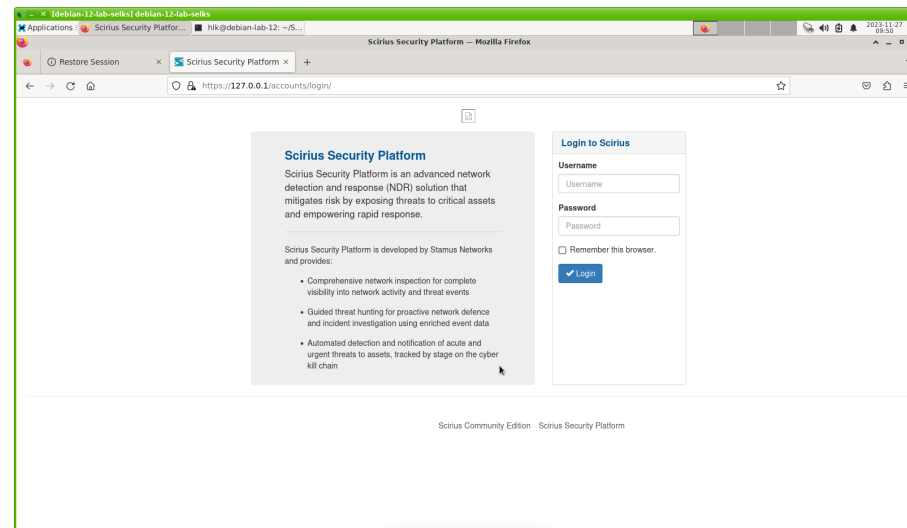 [debian-12-lab-selks] debian-12-lab-selks
Applications Scirius Security Platfor... hlk@debian-lab-12: ~/S... 2023-11-27
09:50
Scirius Security Platform — Mozilla Firefox
Restore Session Scirius Security Platform
https://127.0.0.1/accounts/login/
Scirius Security Platform
Scirius Security Platform is an advanced network
detection and response (NDR) solution that
mitigates risk by exposing threats to critical assets
and empowering rapid response.
Scirius Security Platform is developed by Stamus Networks
and provides:
• Comprehensive network inspection for complete
visibility into network activity and threat events
• Guided threat hunting for proactive network defence
and incident investigation using enriched event data
• Automated detection and notification of acute and
urgent threats to assets, tracked by stage on the cyber
kill chain
Login to Scirius
Username
Username
Password
Password
Remember this browser.
Login
Scirius Community Edition Scirius Security Platform